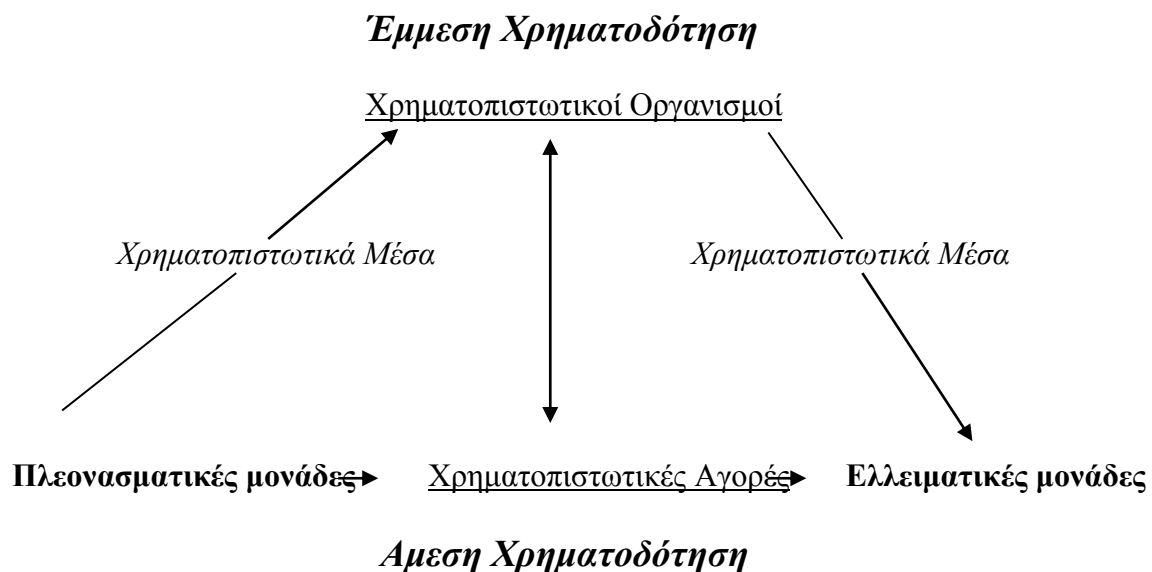 Έμμεση Χρηματοδότηση
Χρηματοπιστωτικοί Οργανισμοί
Χρηματοπιστωτικά Μέσα Χρηματοπιστωτικά Μέσα
Πλεονασματικές μονάδες Χρηματοπιστωτικές Αγορές Ελλειματικές μονάδες
Αμεση Χρηματοδότηση